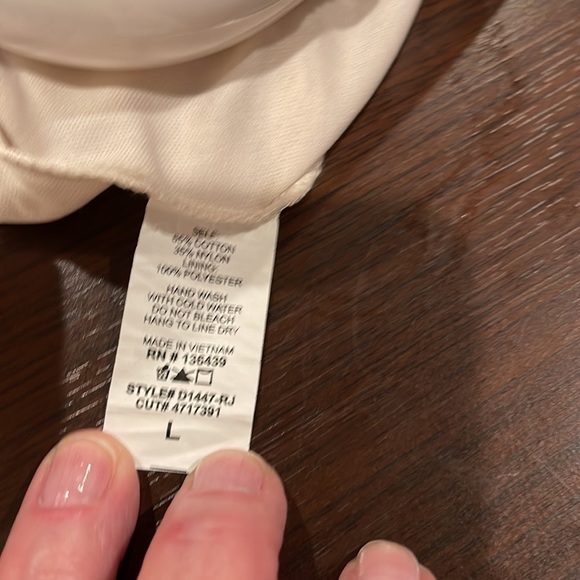 SELF:
65% COTTON
35% NYLON
LINING:
100% POLYESTER
HAND WASH
WITH COLD WATER
DO NOT BLEACH
HANG TO LINE DRY
MADE IN VIETNAM
RN # 136439
STYLE# D1447-RJ
CUT# 4717391
L